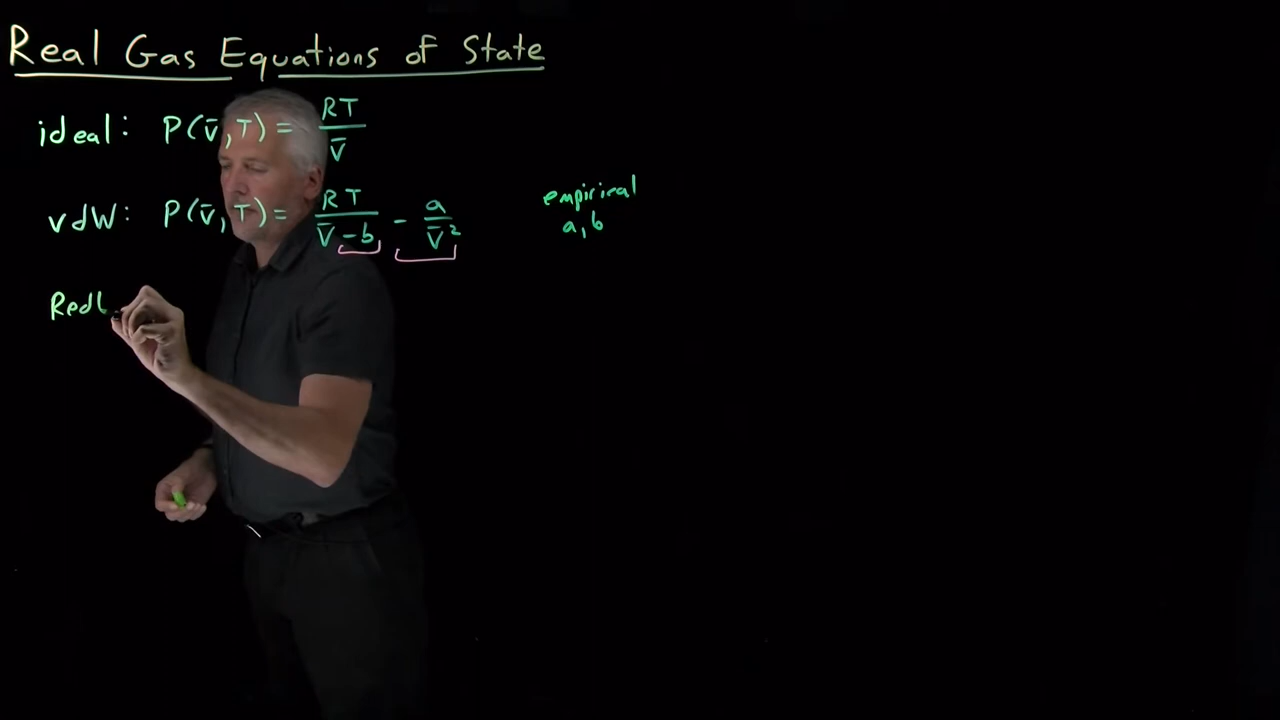 Real Gas Equations of State
ideal: P(V̄,T) = RT/V̄
vdW: P(V̄,T) = RT/(V̄-b) - a/V̄²
empirical
a,b
Redl